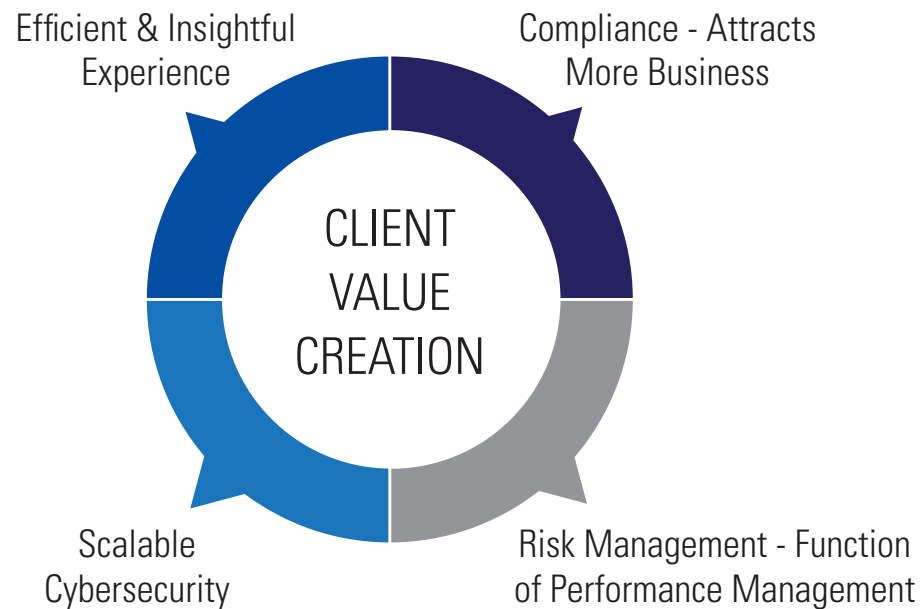 Efficient & Insightful
Experience
Compliance - Attracts
More Business
CLIENT
VALUE
CREATION
Scalable
Cybersecurity
Risk Management - Function
of Performance Management